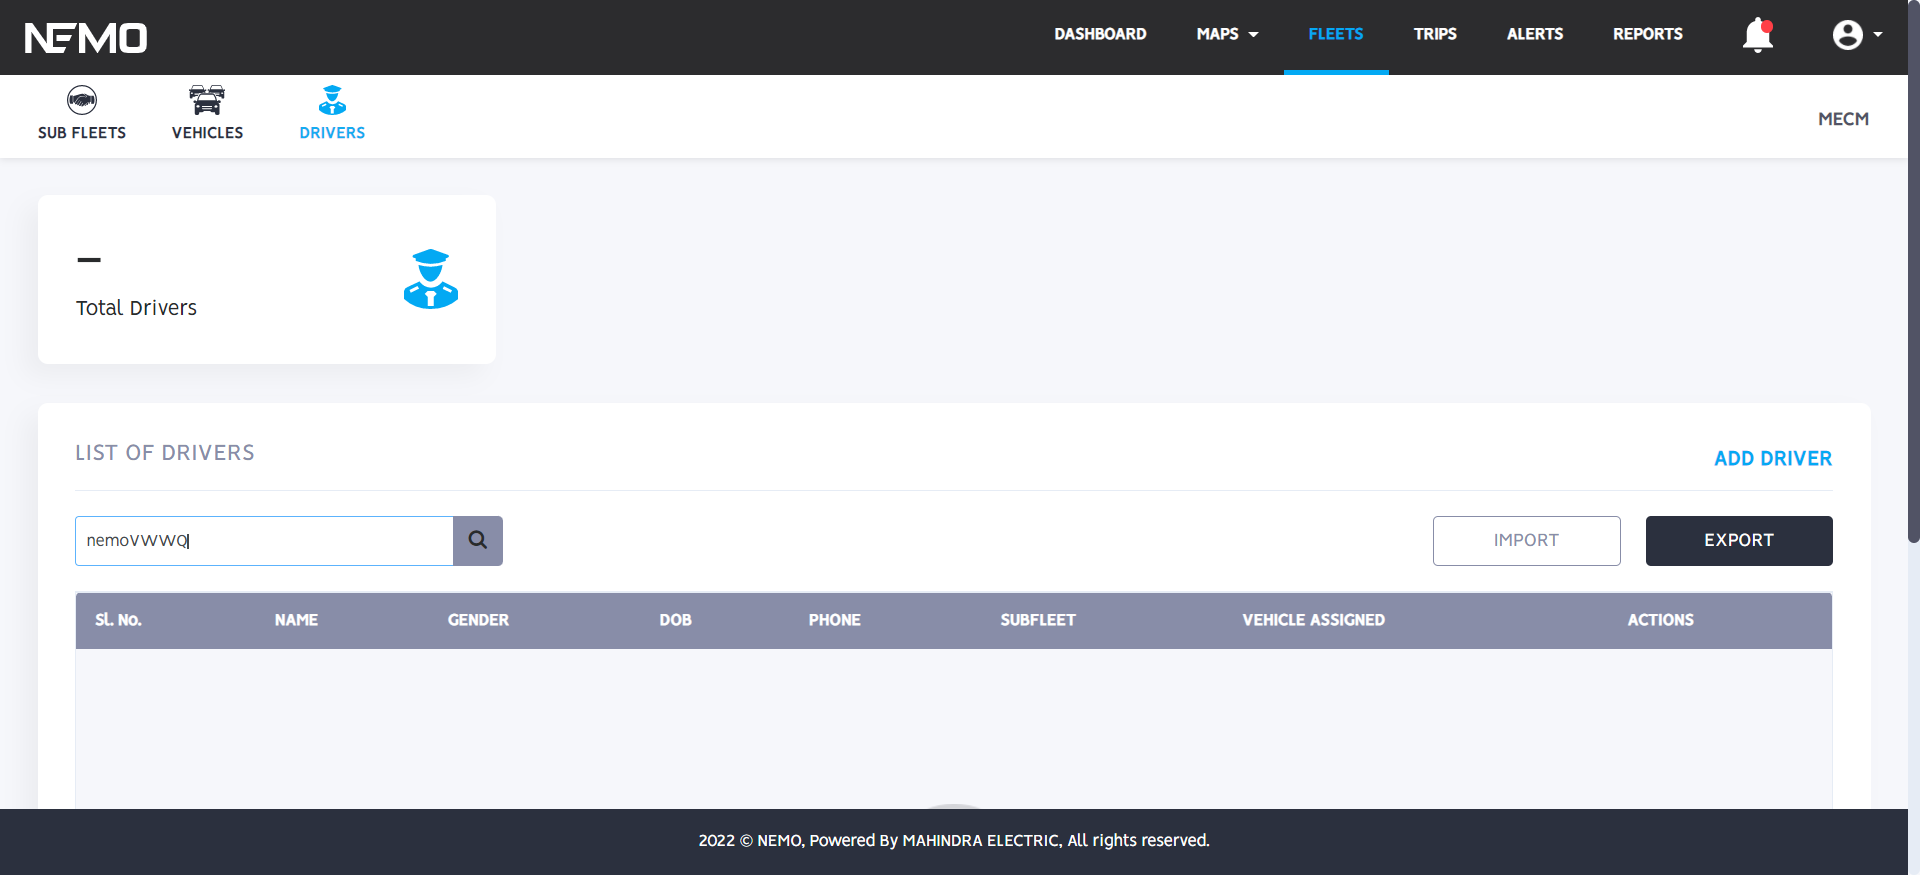 NEMO
DASHBOARD
MAPS
FLEETS
TRIPS
ALERTS
REPORTS
SUB FLEETS
VEHICLES
DRIVERS
MECM
–
Total Drivers
LIST OF DRIVERS
ADD DRIVER
nemoVWWQ
IMPORT
EXPORT
Sl. No.
NAME
GENDER
DOB
PHONE
SUBFLEET
VEHICLE ASSIGNED
ACTIONS
2022 © NEMO, Powered By MAHINDRA ELECTRIC, All rights reserved.